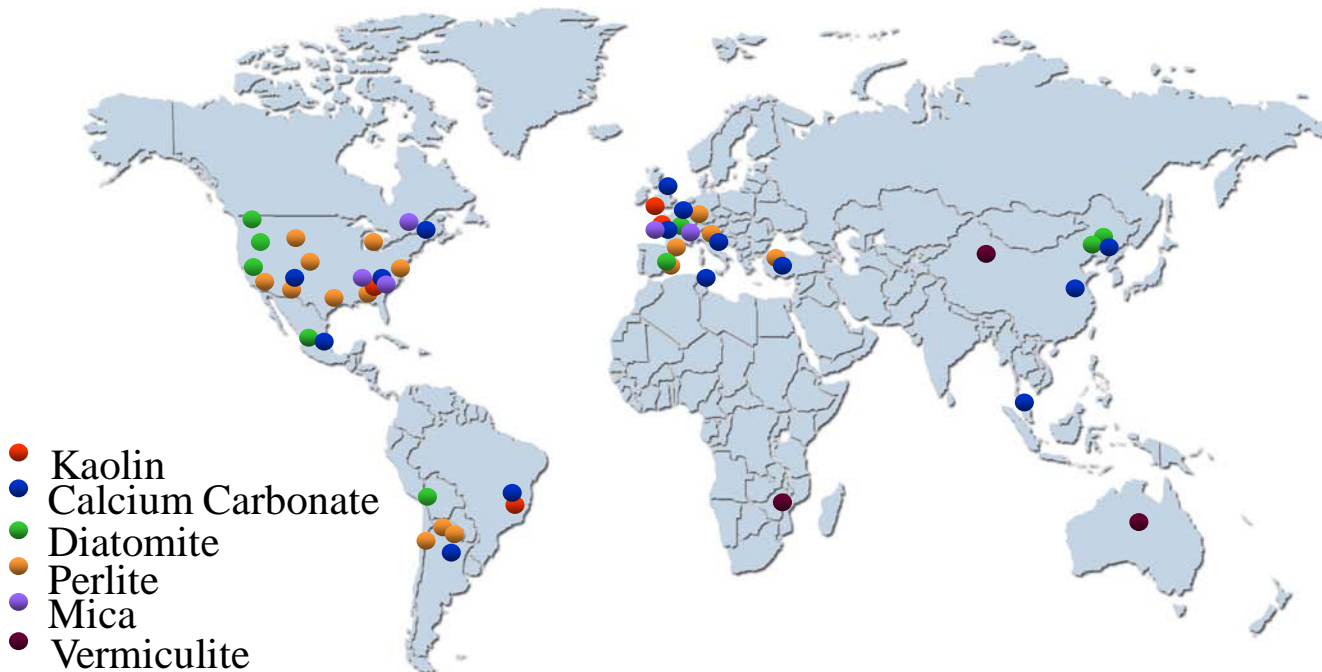 Kaolin
Calcium Carbonate
Diatomite
Perlite
Mica
Vermiculite